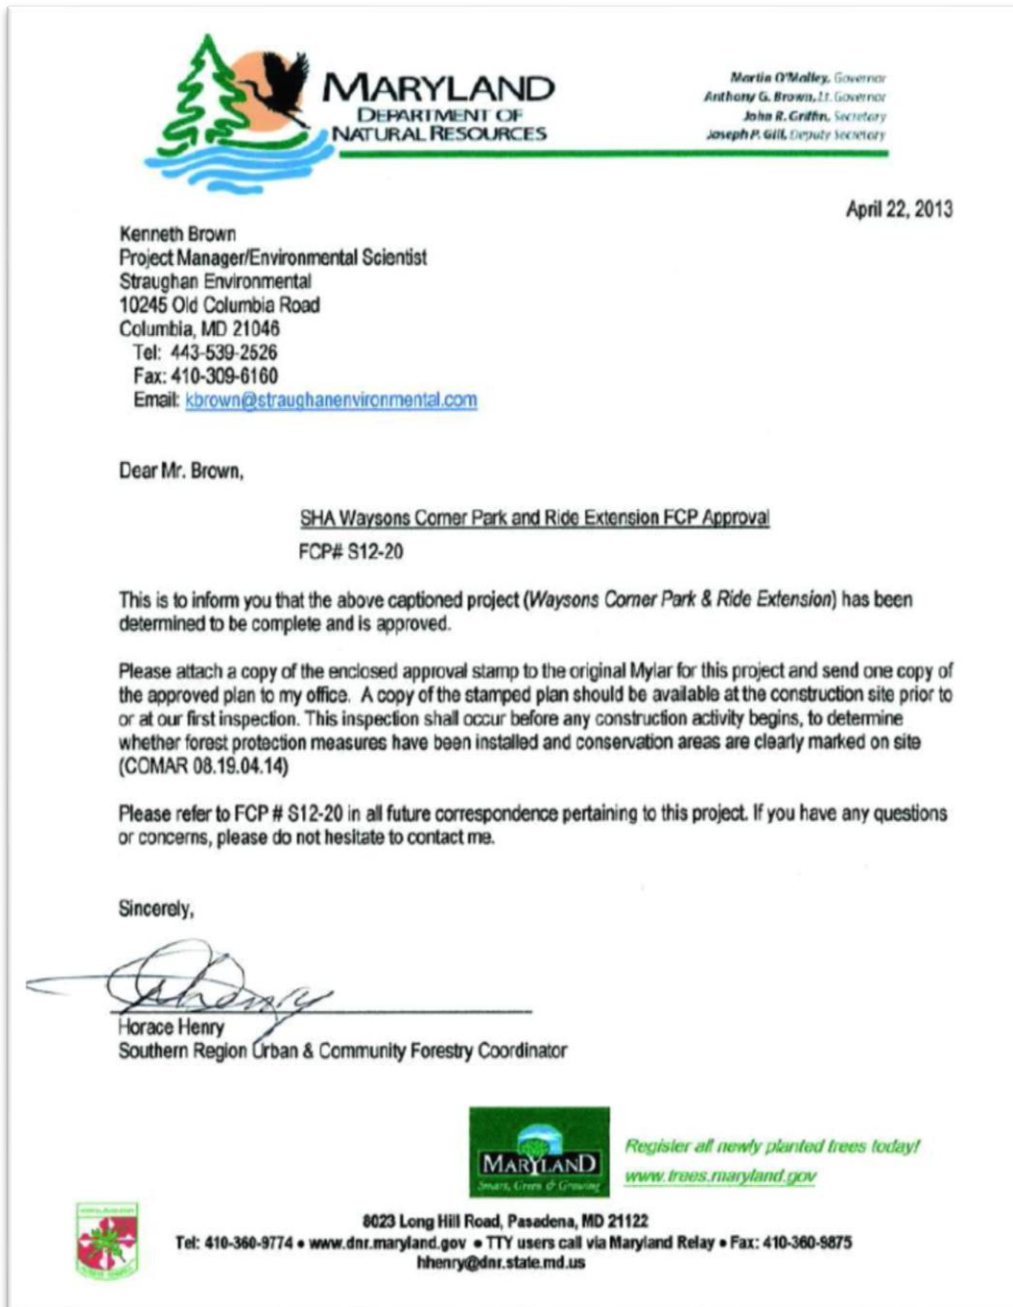 MARYLAND
DEPARTMENT OF
NATURAL RESOURCES
Martin O'Malley, Governor
Anthony G. Brown, Lt. Governor
John R. Griffin, Secretary
Joseph P. Gill, Deputy Secretary
April 22, 2013
Kenneth Brown
Project Manager/Environmental Scientist
Straughan Environmental
10245 Old Columbia Road
Columbia, MD 21046
Tel: 443-539-2526
Fax: 410-309-6160
Email: kbrown@straughanenvironmental.com
Dear Mr. Brown,
SHA Waysons Corner Park and Ride Extension FCP Approval
FCP# S12-20
This is to inform you that the above captioned project (Waysons Corner Park & Ride Extension) has been
determined to be complete and is approved.
Please attach a copy of the enclosed approval stamp to the original Mylar for this project and send one copy of
the approved plan to my office. A copy of the stamped plan should be available at the construction site prior to
or at our first inspection. This inspection shall occur before any construction activity begins, to determine
whether forest protection measures have been installed and conservation areas are clearly marked on site
(COMAR 08.19.04.14)
Please refer to FCP # S12-20 in all future correspondence pertaining to this project. If you have any questions
or concerns, please do not hesitate to contact me.
Sincerely,
Horace Henry
Southern Region Urban & Community Forestry Coordinator
MARYLAND
Smart, Green & Growing
Register all newly planted trees today!
www.trees.maryland.gov
8023 Long Hill Road, Pasadena, MD 21122
Tel: 410-360-9774 • www.dnr.maryland.gov • TTY users call via Maryland Relay • Fax: 410-360-9875
hhenry@dnr.state.md.us